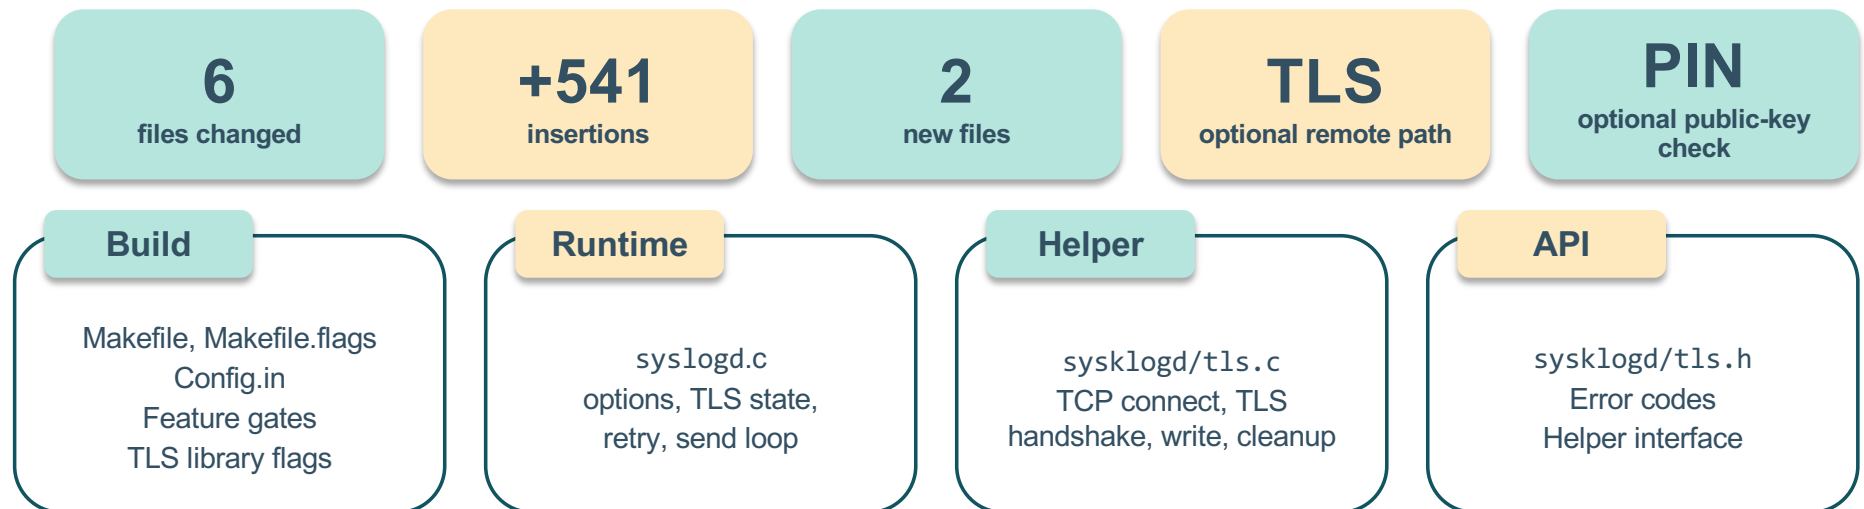 6
files changed
+541
insertions
2
new files
TLS
optional remote path
PIN
optional public-key
check
Build
Makefile, Makefile.flags
Config.in
Feature gates
TLS library flags
Runtime
syslogd.c
options, TLS state,
retry, send loop
Helper
sysklogd/tls.c
TCP connect, TLS
handshake, write, cleanup
API
sysklogd/tls.h
Error codes
Helper interface